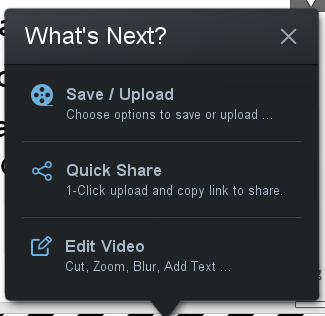 What's Next?
Save / Upload
Choose options to save or upload ...
Quick Share
1-Click upload and copy link to share.
Edit Video
Cut, Zoom, Blur, Add Text ...